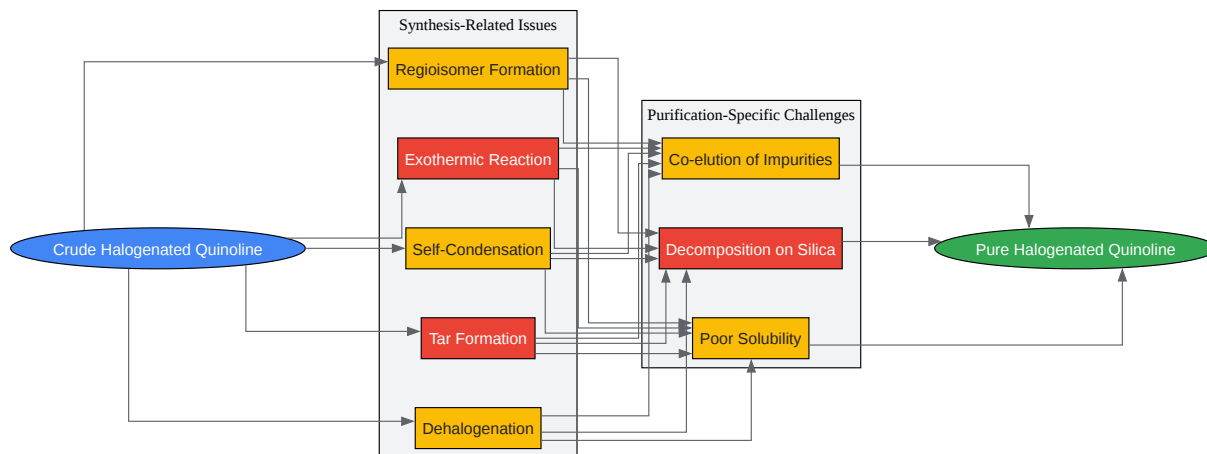 Synthesis-Related Issues
Regioisomer Formation
Purification-Specific Challenges
Exothermic Reaction
Co-elution of Impurities
Crude Halogenated Quinoline
Self-Condensation
Decomposition on Silica
Pure Halogenated Quinoline
Tar Formation
Poor Solubility
Dehalogenation